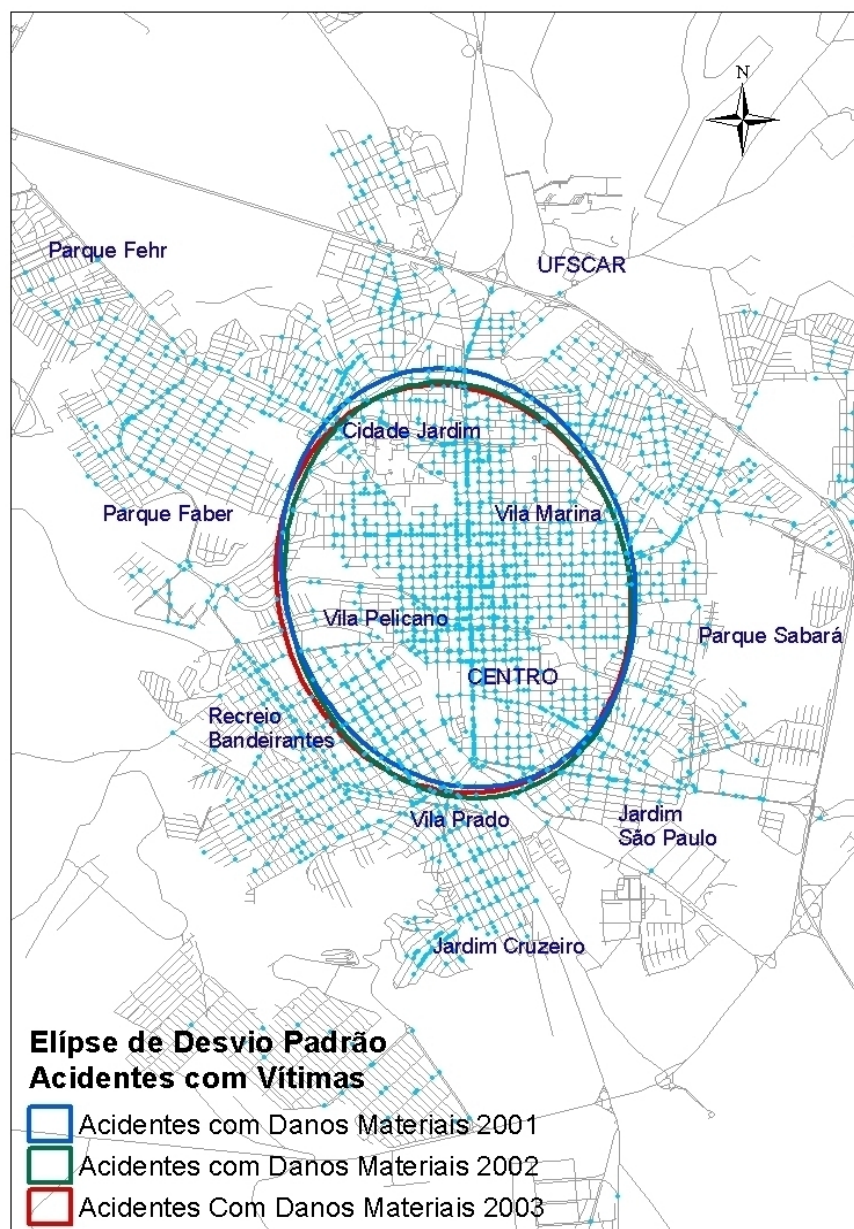 N
Parque Fehr
UFSCAR
Cidade Jardim
Parque Faber
Vila Marina
Vila Pelicano
Parque Sabará
CENTRO
Recreio
Bandeirantes
Vila Prado
Jardim
São Paulo
Jardim Cruzeiro
Elípse de Desvio Padrão
Acidentes com Vítimas
Acidentes com Danos Materiais 2001
Acidentes com Danos Materiais 2002
Acidentes Com Danos Materiais 2003